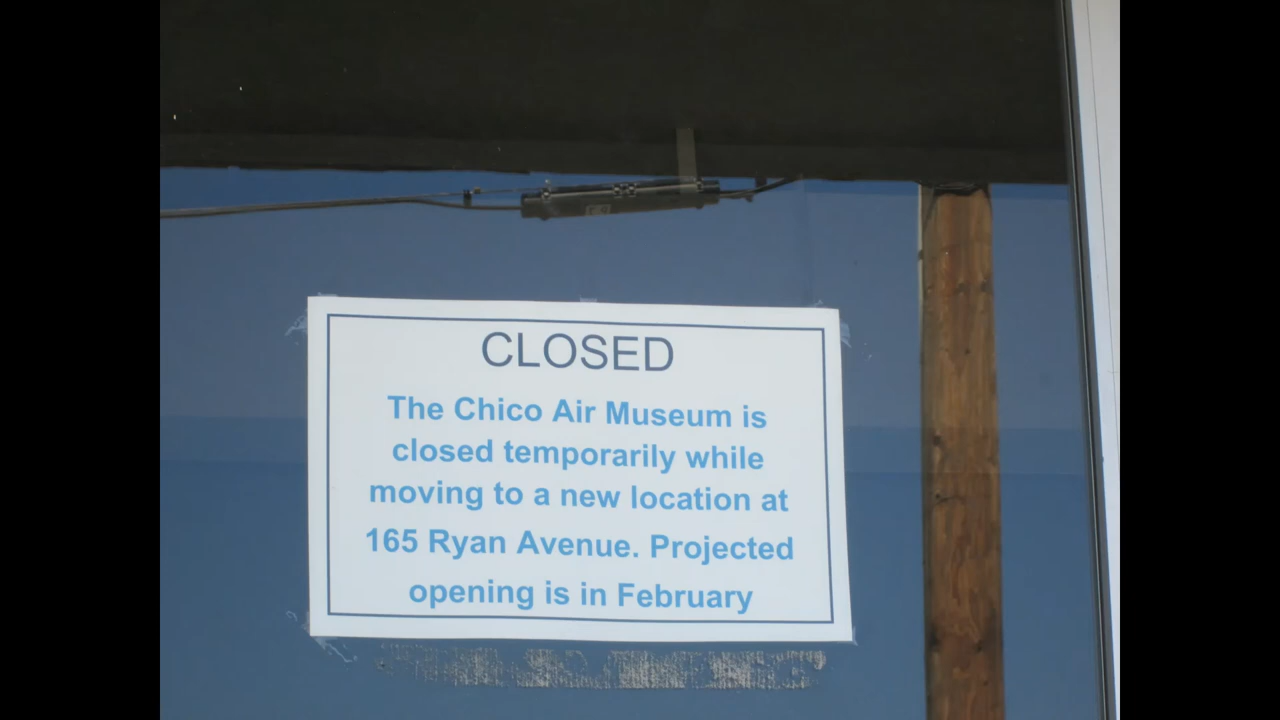 CLOSED
The Chico Air Museum is
closed temporarily while
moving to a new location at
165 Ryan Avenue. Projected
opening is in February